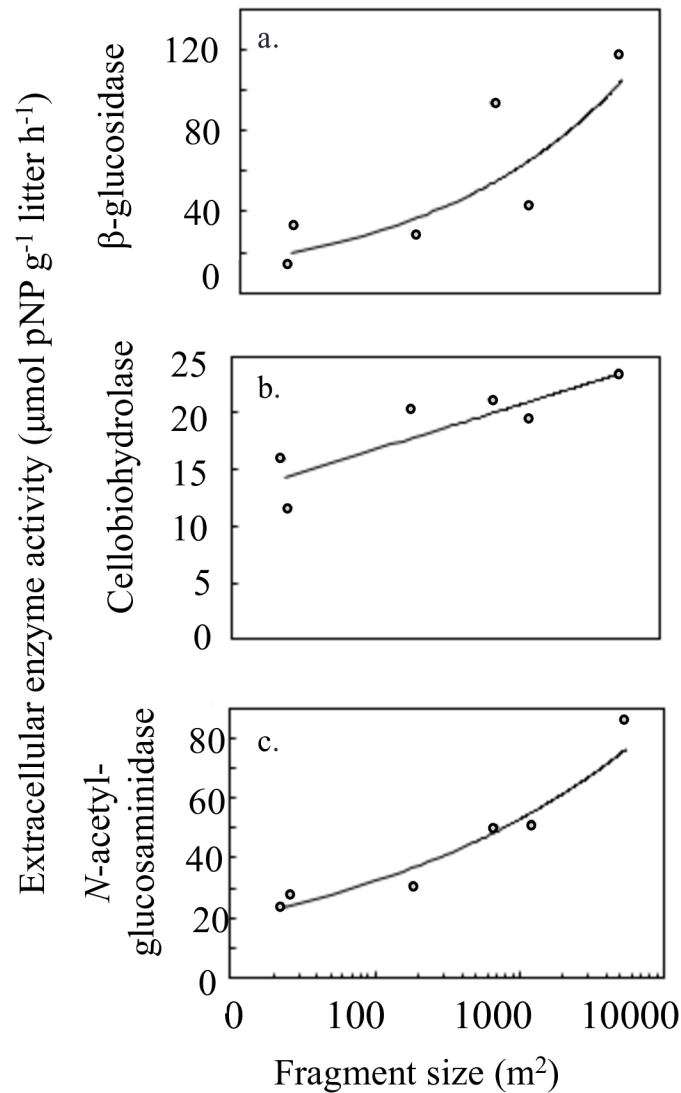 Extracellular enzyme activity (μmol pNP g⁻¹ litter h⁻¹)
β-glucosidase
a.
120
80
40
0
Cellobiohydrolase
b.
25
20
15
10
5
0
N-acetyl-
glucosaminidase
c.
80
60
40
20
0
0 100 1000 10000
Fragment size (m²)